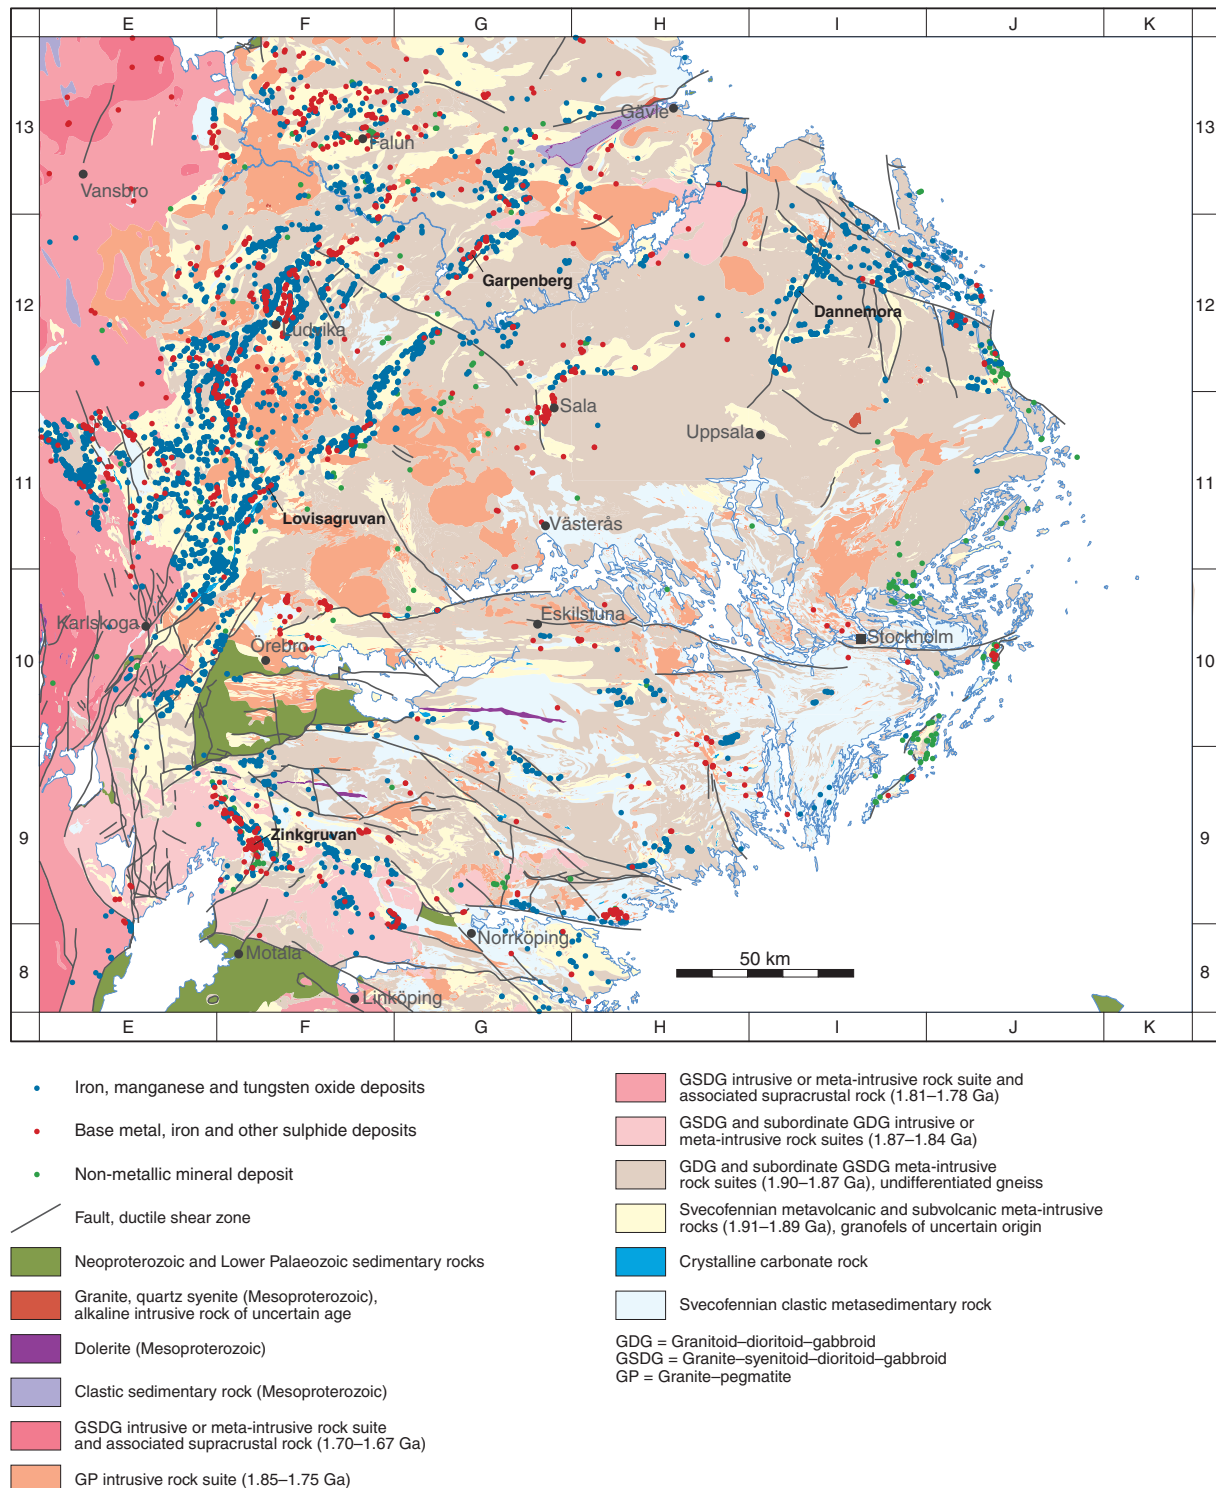 E F G H I J K
13 13
12 12
11 11
10 10
9 9
8 8
Gävle
Falun
Vansbro
Garpenberg
Dannemora
Ludvika
Sala
Uppsala
Lovisagruvan
Västerås
Karlskoga
Eskilstuna
Stockholm
Örebro
Zinkgruvan
Norrköping
Motala
Linköping
50 km
E F G H I J K
Iron, manganese and tungsten oxide deposits
Base metal, iron and other sulphide deposits
Non-metallic mineral deposit
Fault, ductile shear zone
Neoproterozoic and Lower Palaeozoic sedimentary rocks
Granite, quartz syenite (Mesoproterozoic),
alkaline intrusive rock of uncertain age
Dolerite (Mesoproterozoic)
Clastic sedimentary rock (Mesoproterozoic)
GSDG intrusive or meta-intrusive rock suite
and associated supracrustal rock (1.70–1.67 Ga)
GP intrusive rock suite (1.85–1.75 Ga)
GSDG intrusive or meta-intrusive rock suite and
associated supracrustal rock (1.81–1.78 Ga)
GSDG and subordinate GDG intrusive or
meta-intrusive rock suites (1.87–1.84 Ga)
GDG and subordinate GSDG meta-intrusive
rock suites (1.90–1.87 Ga), undifferentiated gneiss
Svecofennian metavolcanic and subvolcanic meta-intrusive
rocks (1.91–1.89 Ga), granofels of uncertain origin
Crystalline carbonate rock
Svecofennian clastic metasedimentary rock
GDG = Granitoid–dioritoid–gabbroid
GSDG = Granite–syenitoid–dioritoid–gabbroid
GP = Granite–pegmatite